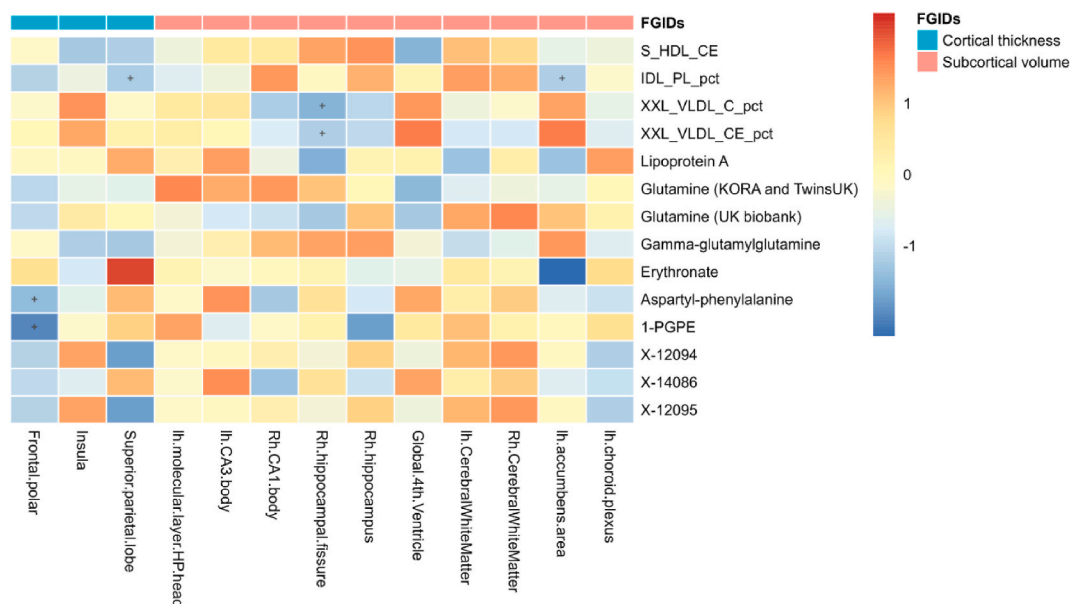 FGIDs
S_HDL_CE
IDL_PL_pct
XXL_VLDL_C_pct
XXL_VLDL_CE_pct
Lipoprotein A
Glutamine (KORA and TwinsUK)
Glutamine (UK biobank)
Gamma-glutamylglutamine
Erythronate
Aspartyl-phenylalanine
1-PGPE
X-12094
X-14086
X-12095
Frontal.polar
Insula
Superior.parietal.lobe
lh.molecular.layer.HP.head
lh.CA3.body
Rh.CA1.body
Rh.hippocampal.fissure
Rh.hippocampus
Global.4th.Ventricle
lh.CerebralWhiteMatter
Rh.CerebralWhiteMatter
lh.accumbens.area
lh.choroid.plexus
1
0
-1
FGIDs
Cortical thickness
Subcortical volume
+
+
+
+
+
+